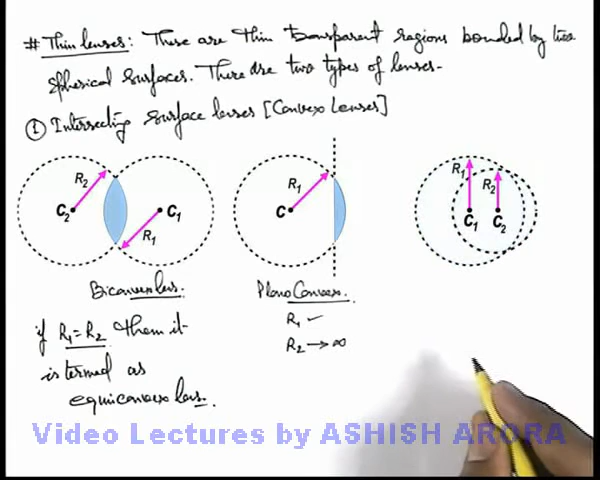 # Thin lenses: These are thin transparent regions bounded by two
spherical surfaces. There are two types of lenses-
① Intersecting surface lenses [Convex Lenses]
R2
C2
C1
R1
R1
C
R1
R2
C1
C2
Biconvex lens.
Plano Convex.
if R1=R2 then it
is termed as
equiconvex lens.
R1 ✓
R2 → ∞
Video Lectures by ASHISH ARORA